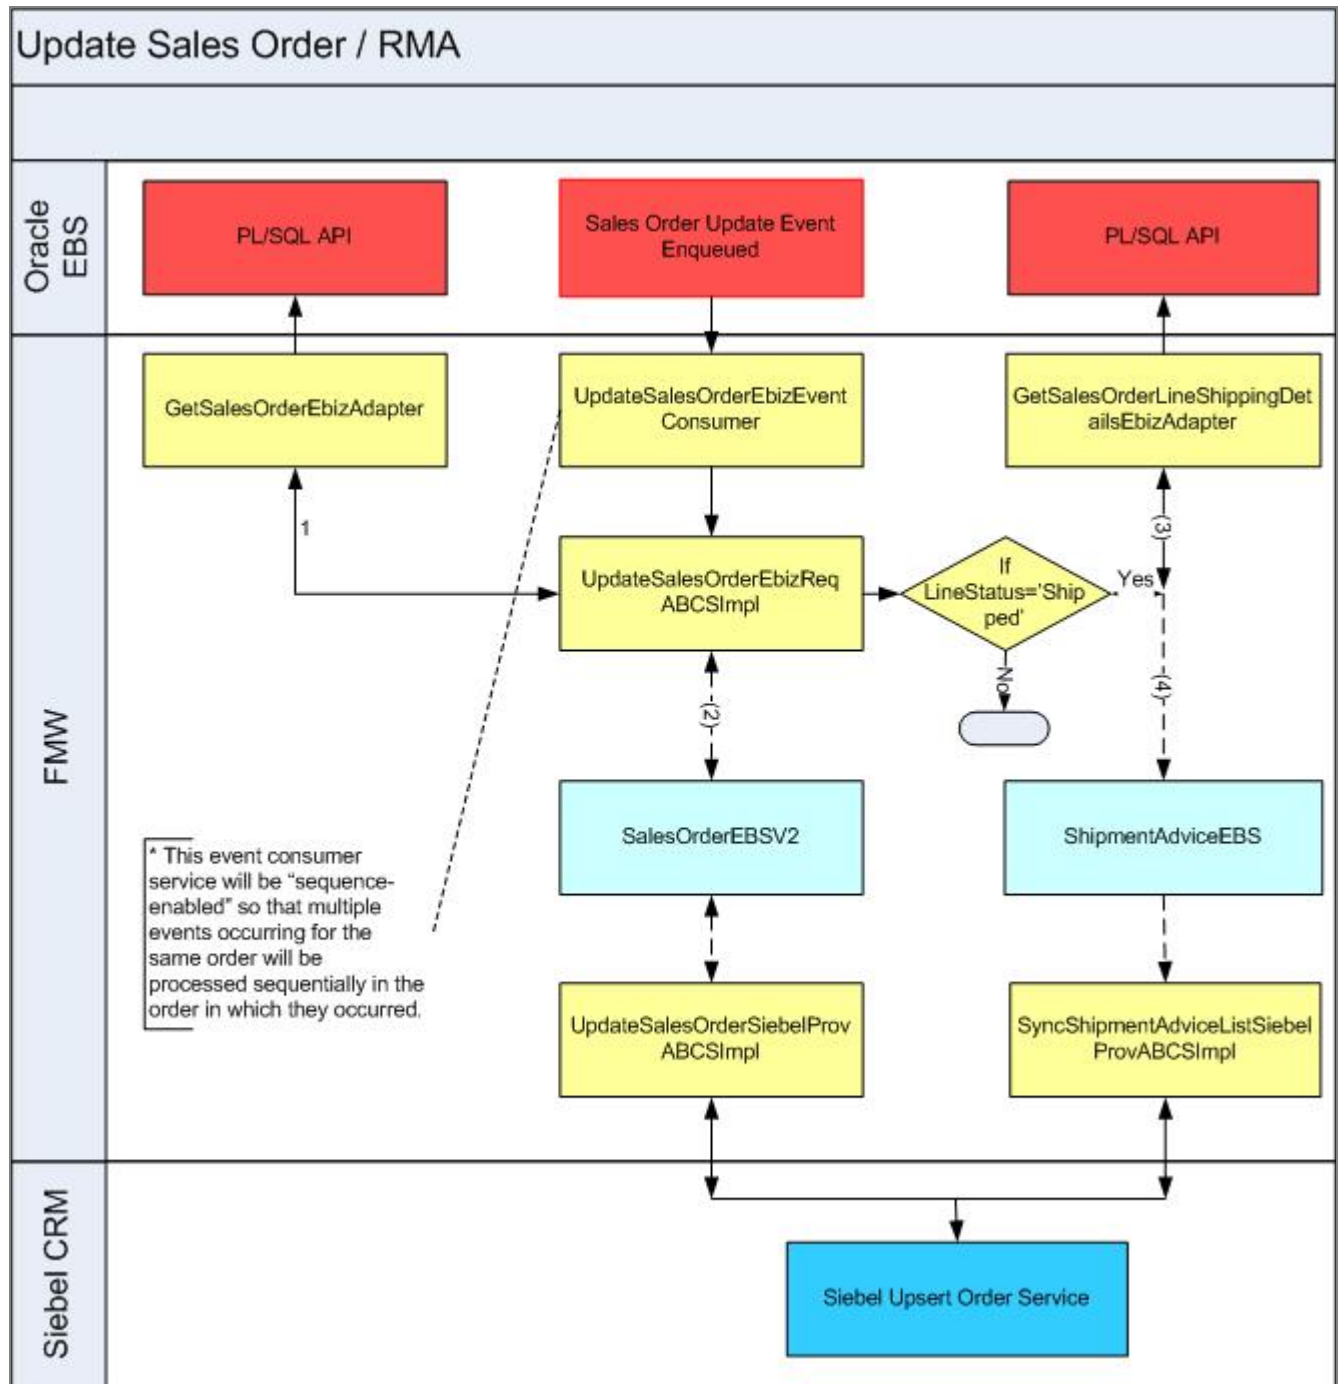 Update Sales Order / RMA
Oracle
EBS
PL/SQL API
Sales Order Update Event
Enqueued
PL/SQL API
FMW
GetSalesOrderEbizAdapter
UpdateSalesOrderEbizEvent
Consumer
GetSalesOrderLineShippingDet
ailsEbizAdapter
1
(3)
UpdateSalesOrderEbizReq
ABCSImpl
If
LineStatus='Ship
ped'
Yes
No
(2)
(4)
SalesOrderEBSV2
ShipmentAdviceEBS
* This event consumer
service will be "sequence-
enabled" so that multiple
events occurring for the
same order will be
processed sequentially in the
order in which they occurred.
UpdateSalesOrderSiebelProv
ABCSImpl
SyncShipmentAdviceListSiebel
ProvABCSImpl
Siebel CRM
Siebel Upsert Order Service